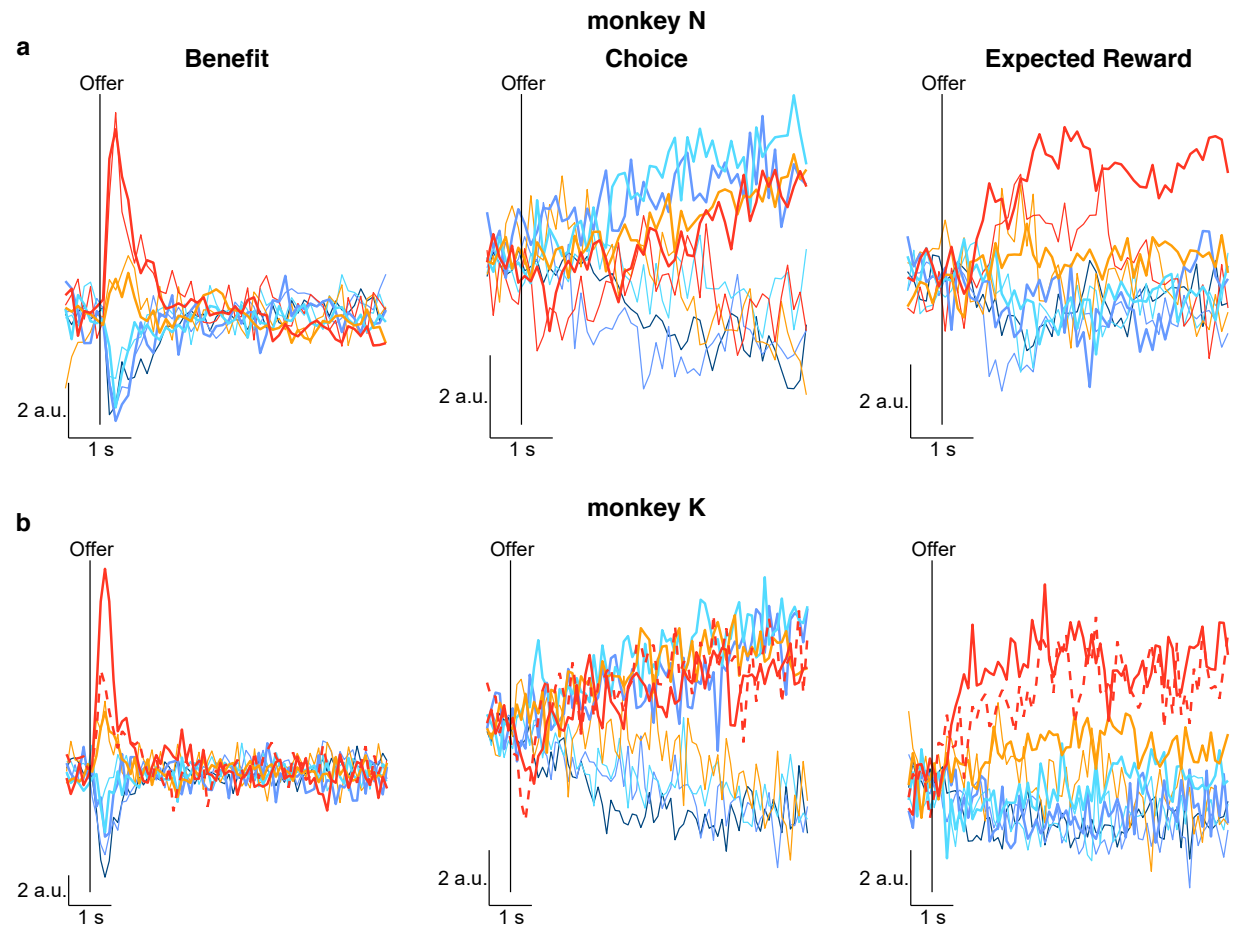 monkey N
a
Benefit
Choice
Expected Reward
Offer
Offer
Offer
2 a.u.
2 a.u.
2 a.u.
1 s
1 s
1 s
monkey K
b
Offer
Offer
Offer
2 a.u.
2 a.u.
2 a.u.
1 s
1 s
1 s